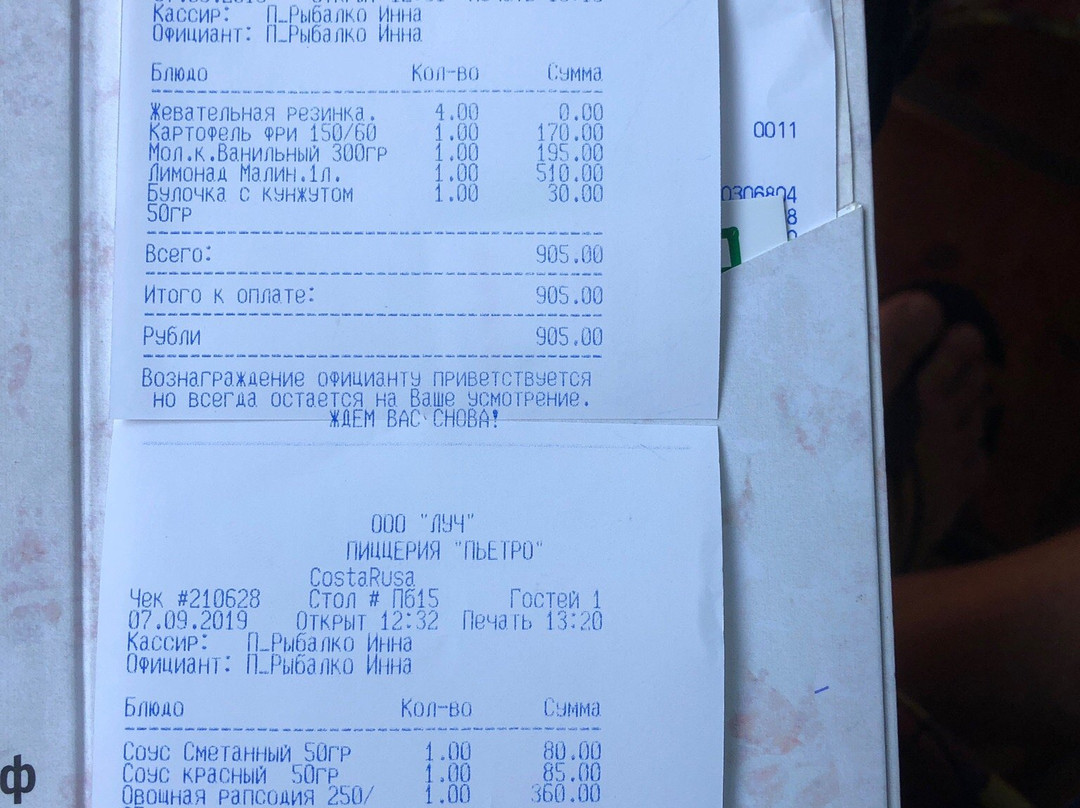 Кассир: П_Рыбалко Инна
Официант: П_Рыбалко Инна
Блюдо Кол-во Сумма
Жевательная резинка. 4.00 0.00
Картофель фри 150/60 1.00 170.00
Мол.к.Ванильный 300гр 1.00 195.00
Лимонад Малин.1л. 1.00 510.00
Булочка с кунжутом 1.00 30.00
50гр
Всего: 905.00
Итого к оплате: 905.00
Рубли 905.00
Вознаграждение официанту приветствуется
но всегда остается на Ваше усмотрение.
ЖДЕМ ВАС СНОВА!
0011
0306804
8
ООО "ЛУЧ"
ПИЦЦЕРИЯ "ПЬЕТРО"
CostaRusa
Чек #210628 Стол # Пб15 Гостей 1
07.09.2019 Открыт 12:32 Печать 13:20
Кассир: П_Рыбалко Инна
Официант: П_Рыбалко Инна
Блюдо Кол-во Сумма
Соус Сметанный 50гр 1.00 80.00
Соус красный 50гр 1.00 85.00
Овощная рапсодия 250/ 1.00 360.00
ф